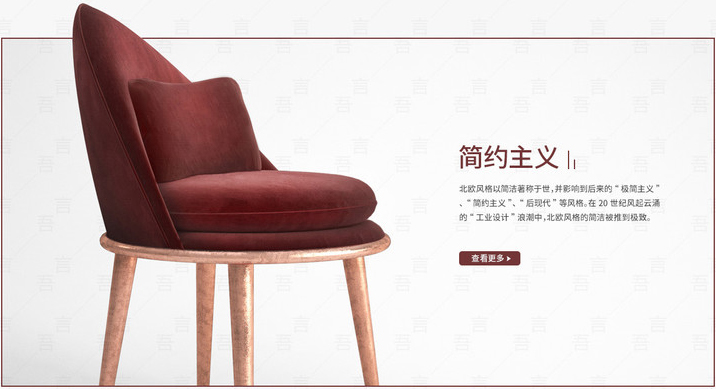 简约主义
北欧风格以简洁著称于世，并影响到后来的“极简主义”
、“简约主义”、“后现代”等风格。在 20 世纪风起云涌
的“工业设计”浪潮中，北欧风格的简洁被推到极致。
查看更多